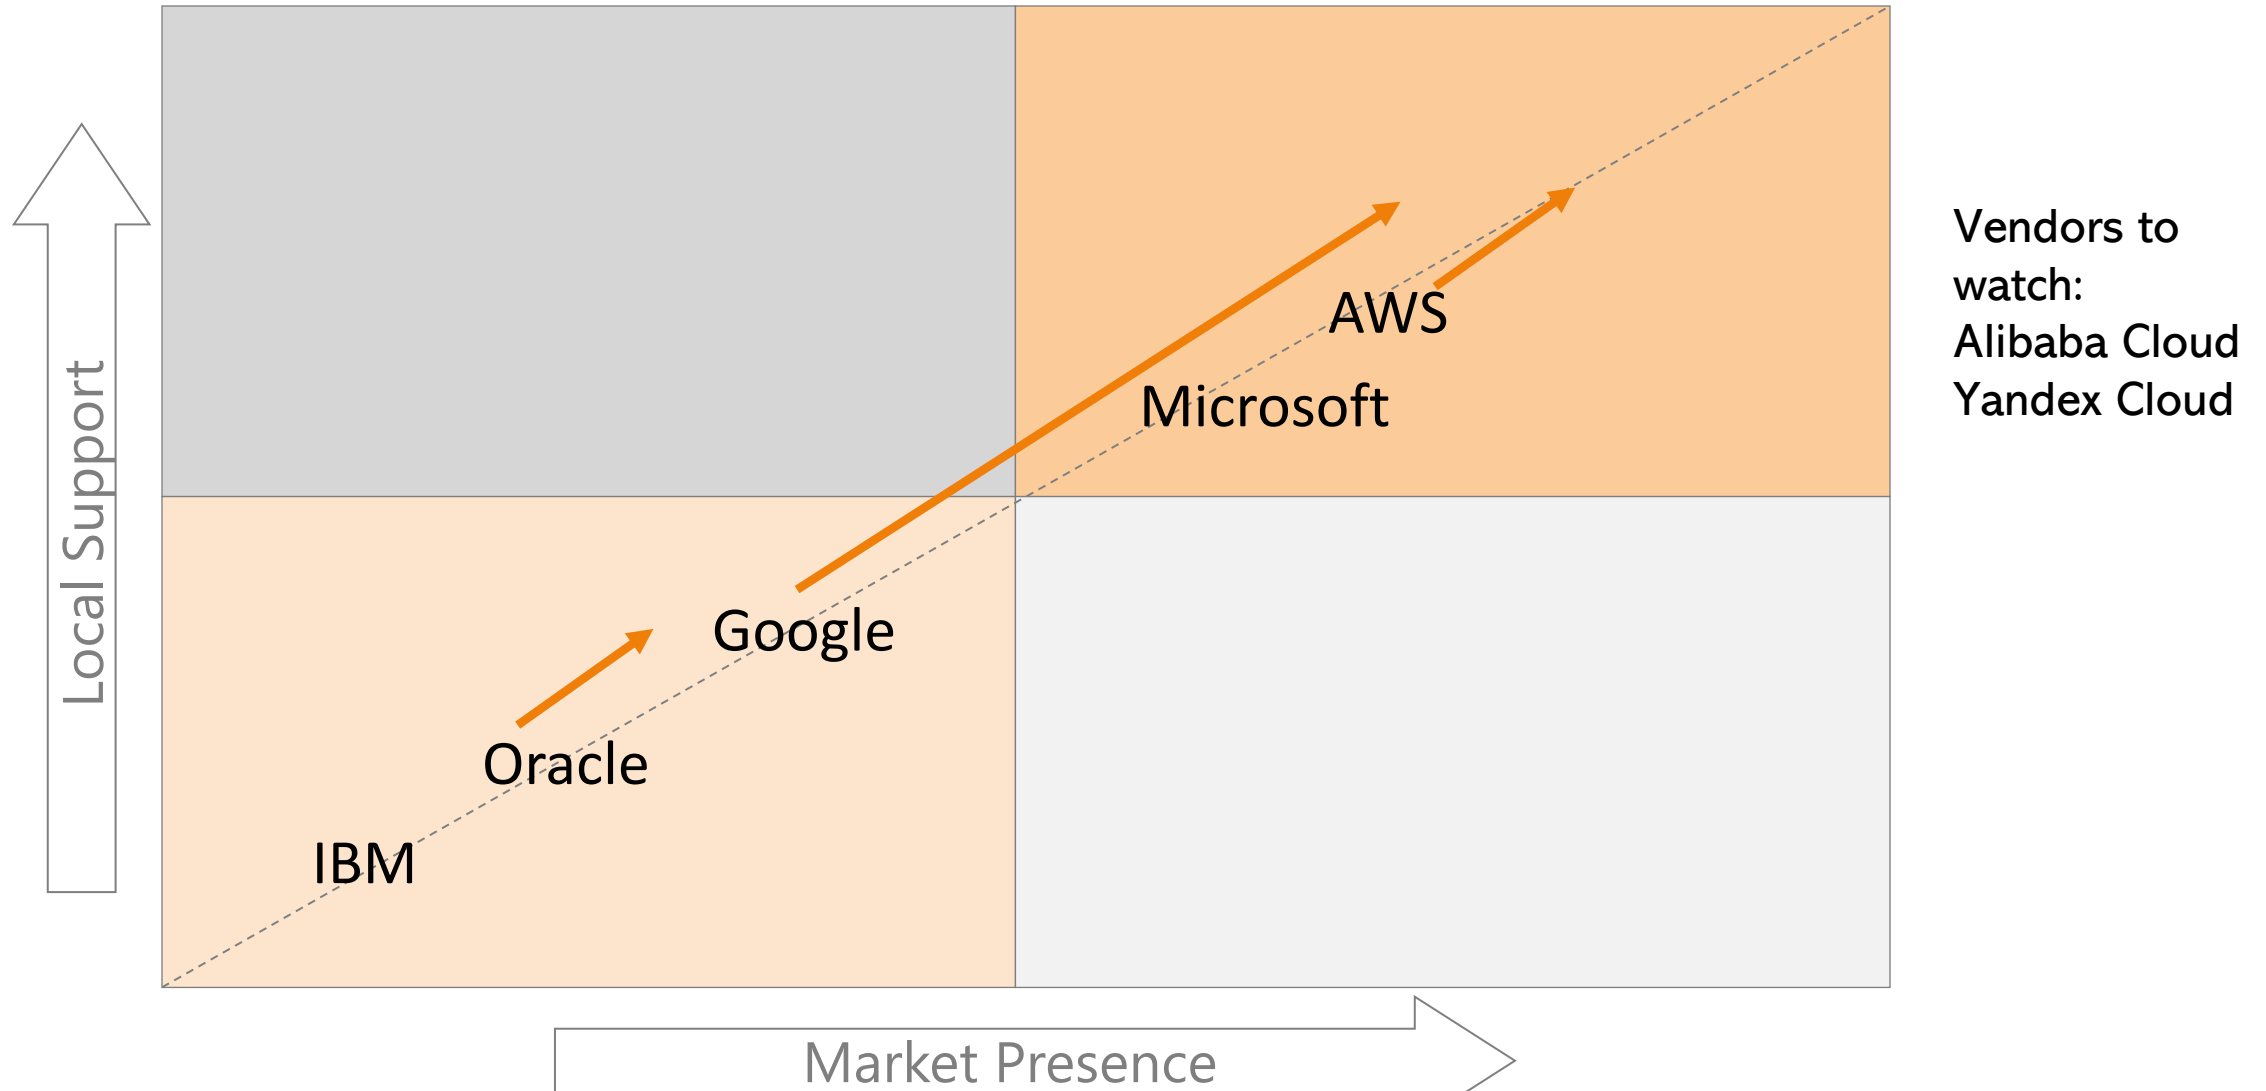 Local Support
AWS
Microsoft
Google
Oracle
IBM
Market Presence
Vendors to
watch:
Alibaba Cloud
Yandex Cloud